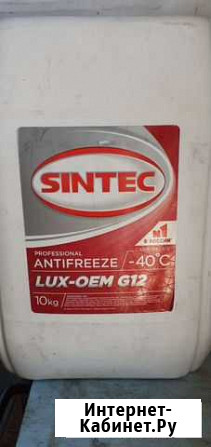 SINTEC
№1
В РОССИИ
PROFESSIONAL
ANTIFREEZE
-40°C
LUX-OEM G12
10kg
Интернет-
Кабинет.Ру